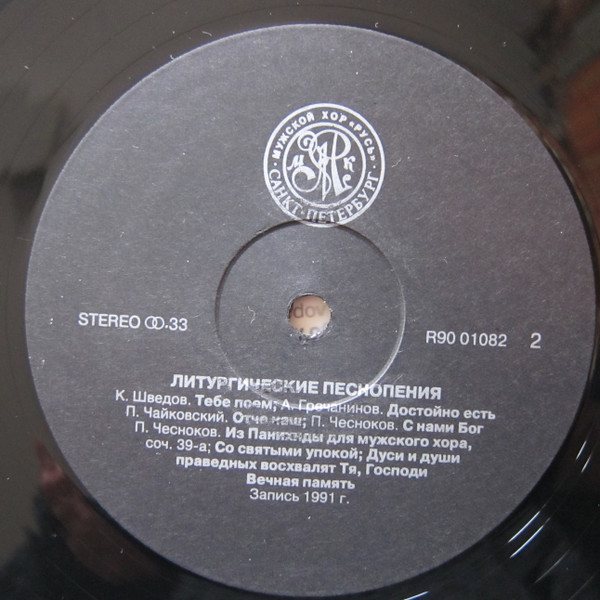 МУЖСКОЙ ХОР «РУСЬ»
САНКТ-ПЕТЕРБУРГ
STEREO ꝏ.33
R90 01082 2
ЛИТУРГИЧЕСКИЕ ПЕСНОПЕНИЯ
К. Шведов. Тебе поем; А. Гречанинов. Достойно есть
П. Чайковский. Отче наш; П. Чесноков. С нами Бог
П. Чесноков. Из Панихиды для мужского хора,
соч. 39-а; Со святыми упокой; Дуси и души
праведных восхвалят Тя, Господи
Вечная память
Запись 1991 г.